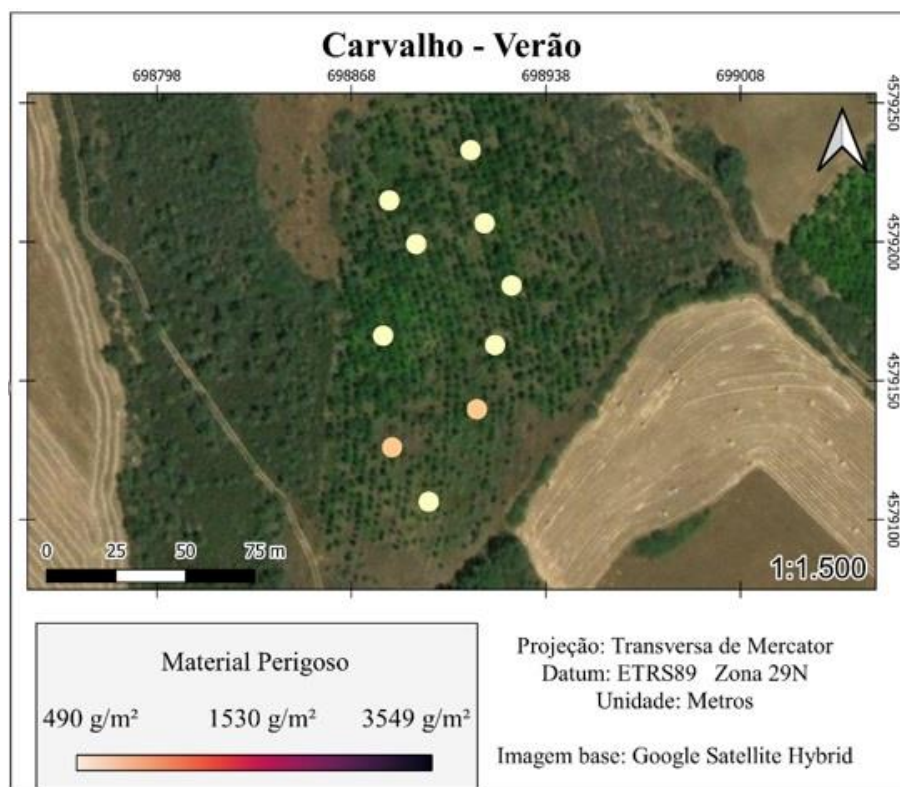 Carvalho - Verão
698798 698868 698938 699008
4579250
4579200
4579150
4579100
0 25 50 75 m
1:1.500
Material Perigoso
490 g/m² 1530 g/m² 3549 g/m²
Projeção: Transversa de Mercator
Datum: ETRS89 Zona 29N
Unidade: Metros
Imagem base: Google Satellite Hybrid